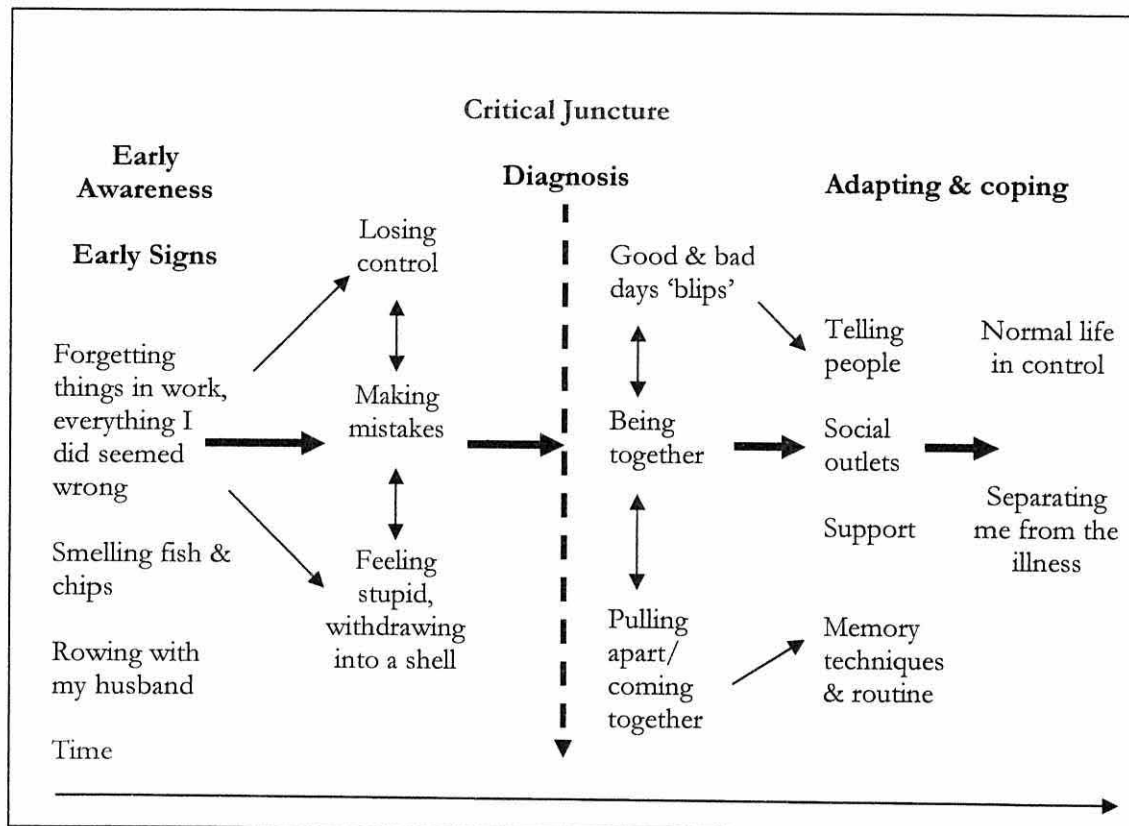 Critical Juncture
Early
Awareness
Early Signs
Diagnosis
Adapting & coping
Forgetting
things in work,
everything I
did seemed
wrong
Smelling fish &
chips
Rowing with
my husband
Losing
control
Making
mistakes
Feeling
stupid,
withdrawing
into a shell
Good & bad
days ‘blips’
Being
together
Pulling
apart/
coming
together
Telling
people
Social
outlets
Support
Memory
techniques
& routine
Normal life
in control
Separating
me from the
illness
Time